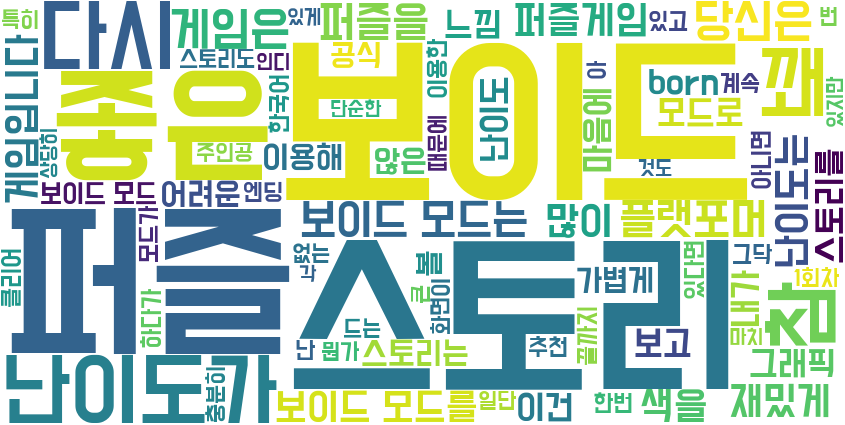 특히
다시
게임은
있게
퍼즐을
느낌
퍼즐게임
있고
당신은
번
스토리도
인디
공식
이용한
아
born
계속
꽤
게임입니다
좋은
보이드
한국어
단순한
난이도
마음에
모드로
있지만
상당히
주인공
이용해
않은
때문에
것도
아니면
난이도도
스토리를
보이드 모드
어려운
엔딩
퍼즐
스토리
모드가
보이드 모드는
많이
플랫포머
없는
각
볼
그닥
클리어
하다가
큰
화면이
가볍게
있다면
내가
1회차
마치
점
드는
난
뭔가
스토리는
추천
끝까지
보고
그래픽
난이도가
충분히
보이드 모드를
일단
이건
한번
색을
재밌게